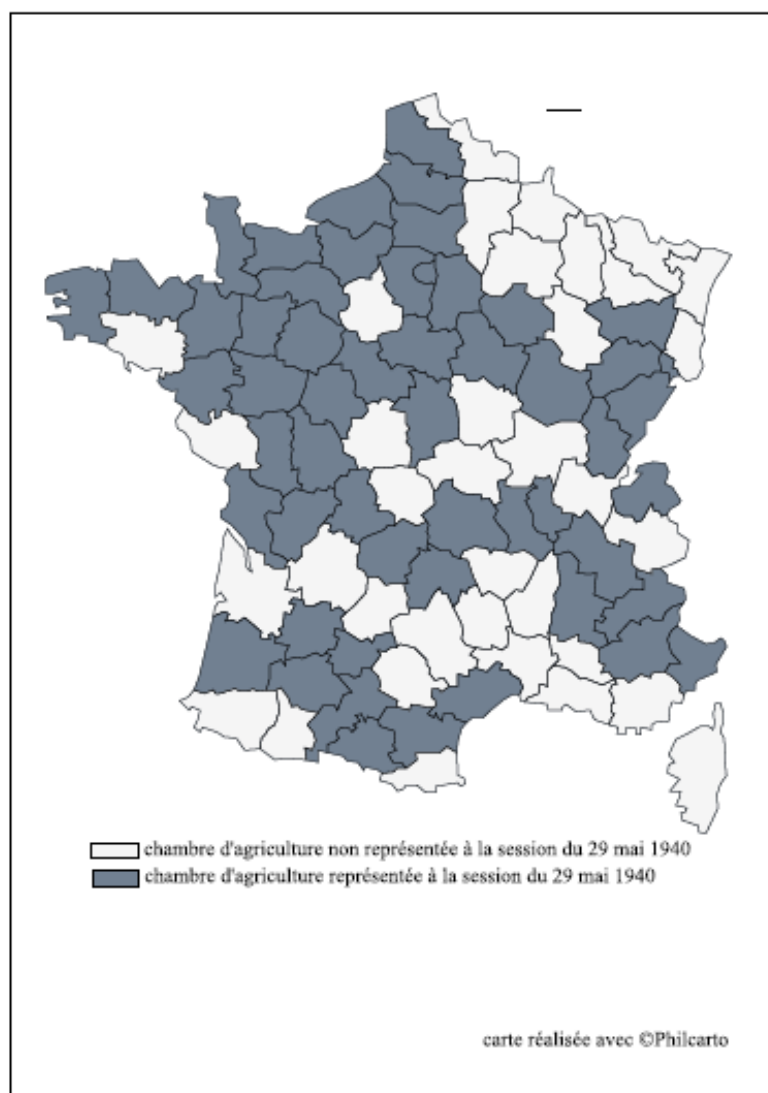 chambre d'agriculture non représentée à la session du 29 mai 1940
chambre d'agriculture représentée à la session du 29 mai 1940
carte réalisée avec ©Philcarto